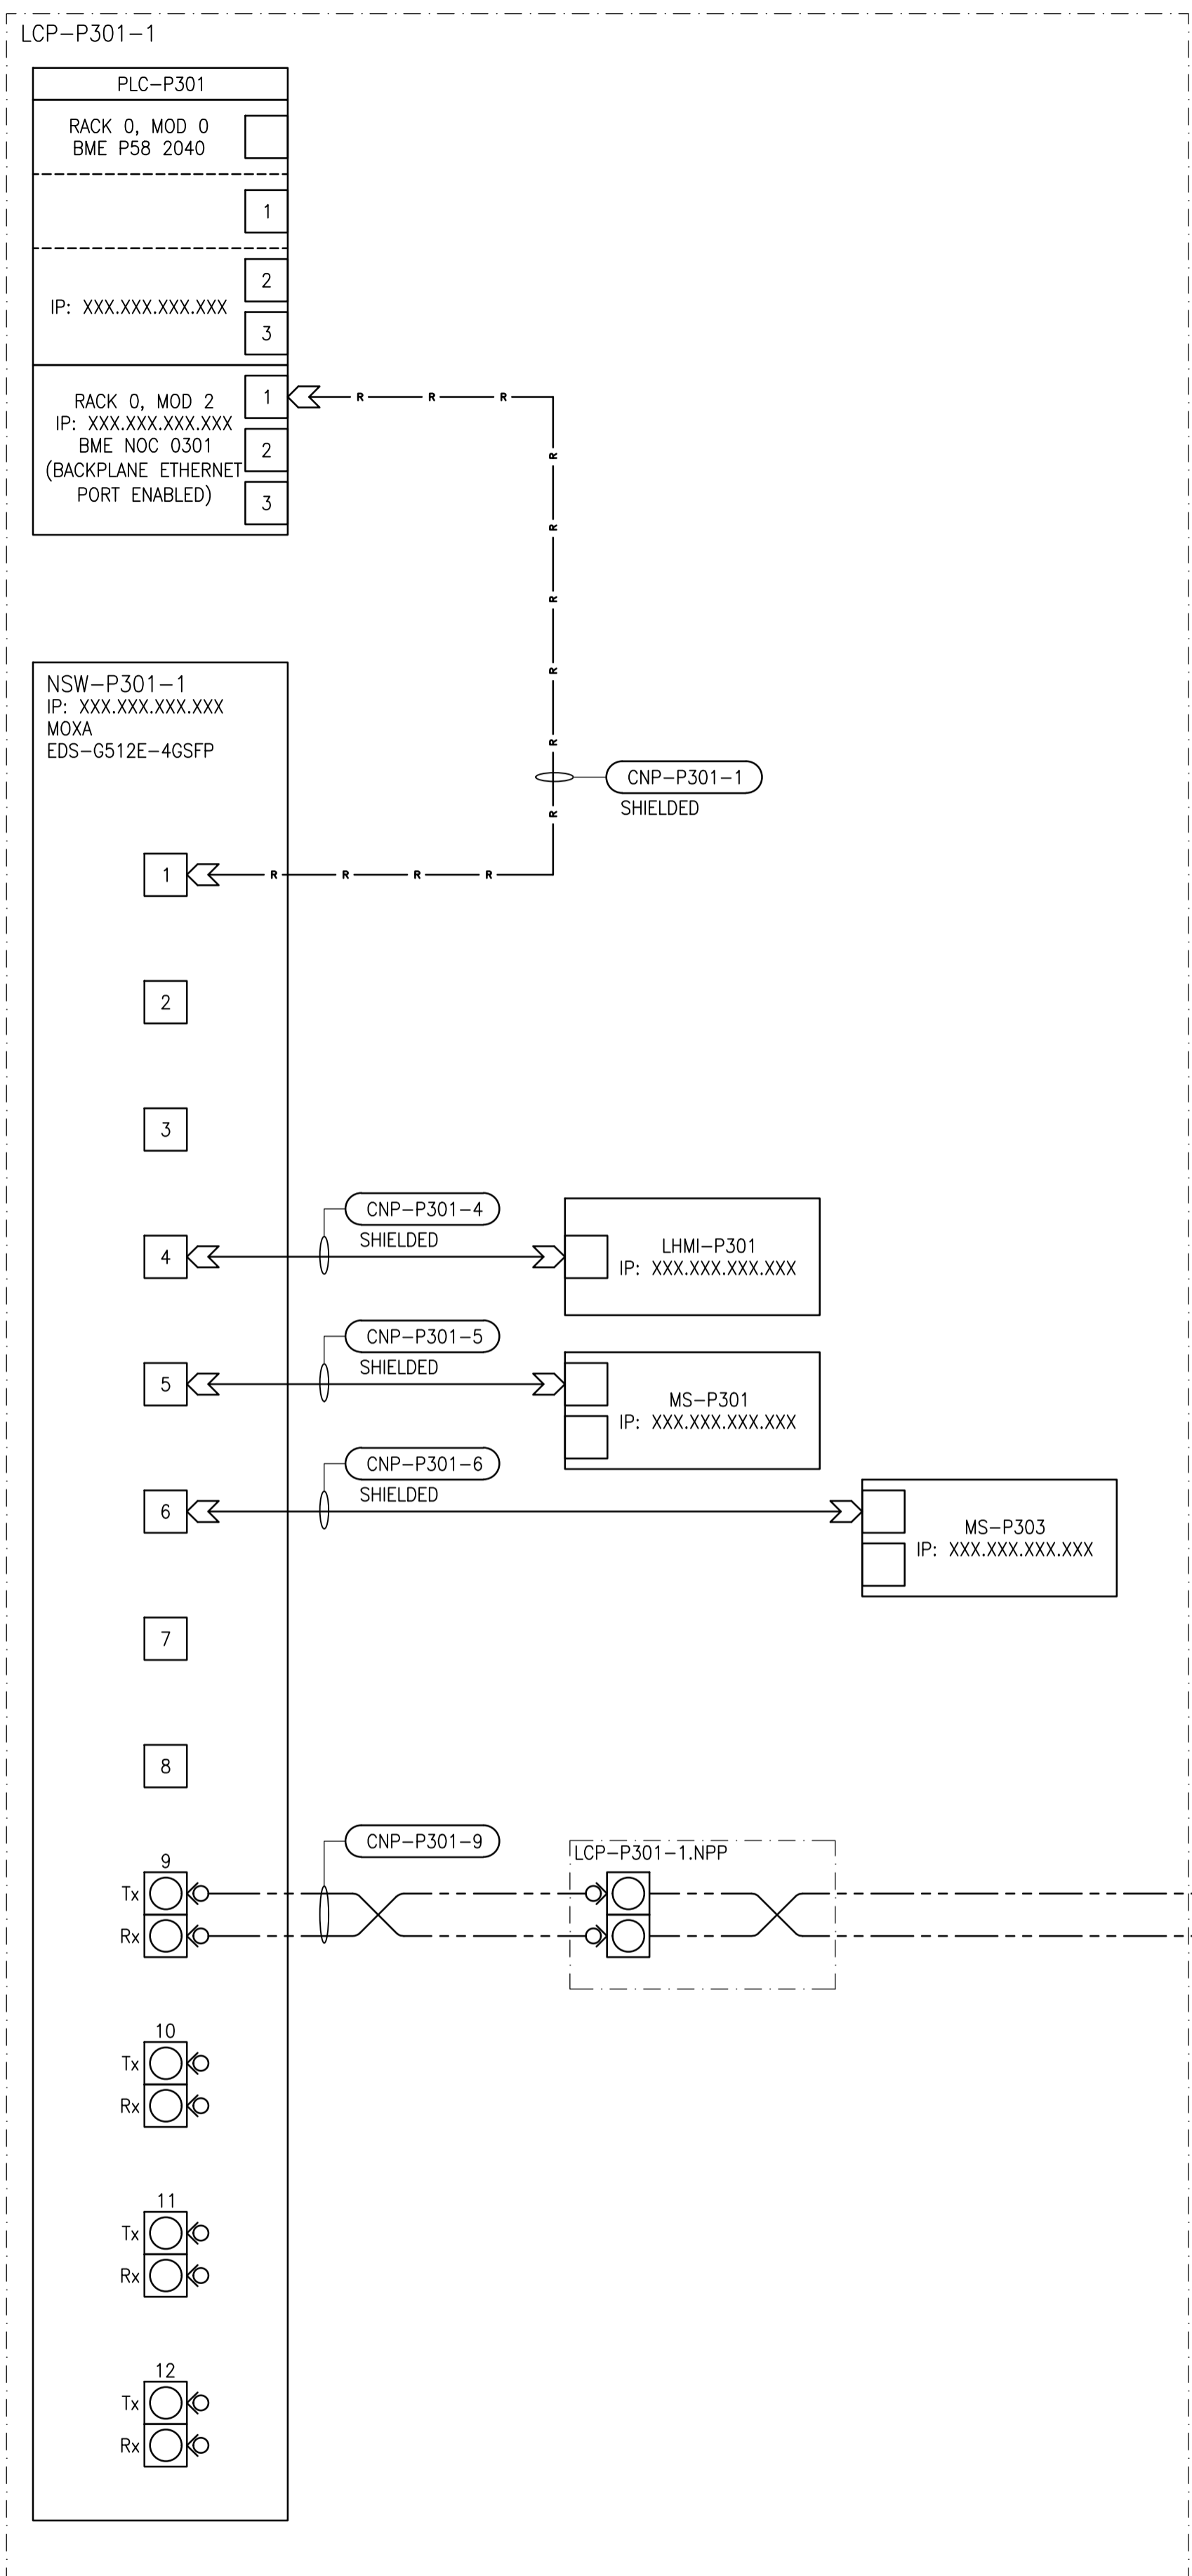 LCP-P301-1
PLC-P301
RACK 0, MOD 0
BME P58 2040
1
2
IP: XXX.XXX.XXX.XXX
3
RACK 0, MOD 2
IP: XXX.XXX.XXX.XXX
BME NOC 0301
(BACKPLANE ETHERNET
PORT ENABLED)
1
2
3
R R R
R
R
R
R
R
R
NSW-P301-1
IP: XXX.XXX.XXX.XXX
MOXA
EDS-G512E-4GSFP
CNP-P301-1
SHIELDED
1
R R R R
2
3
CNP-P301-4
SHIELDED
4
LHMI-P301
IP: XXX.XXX.XXX.XXX
CNP-P301-5
SHIELDED
5
MS-P301
IP: XXX.XXX.XXX.XXX
CNP-P301-6
SHIELDED
6
MS-P303
IP: XXX.XXX.XXX.XXX
7
8
CNP-P301-9
LCP-P301-1.NPP
9
Tx
Rx
10
Tx
Rx
11
Tx
Rx
12
Tx
Rx